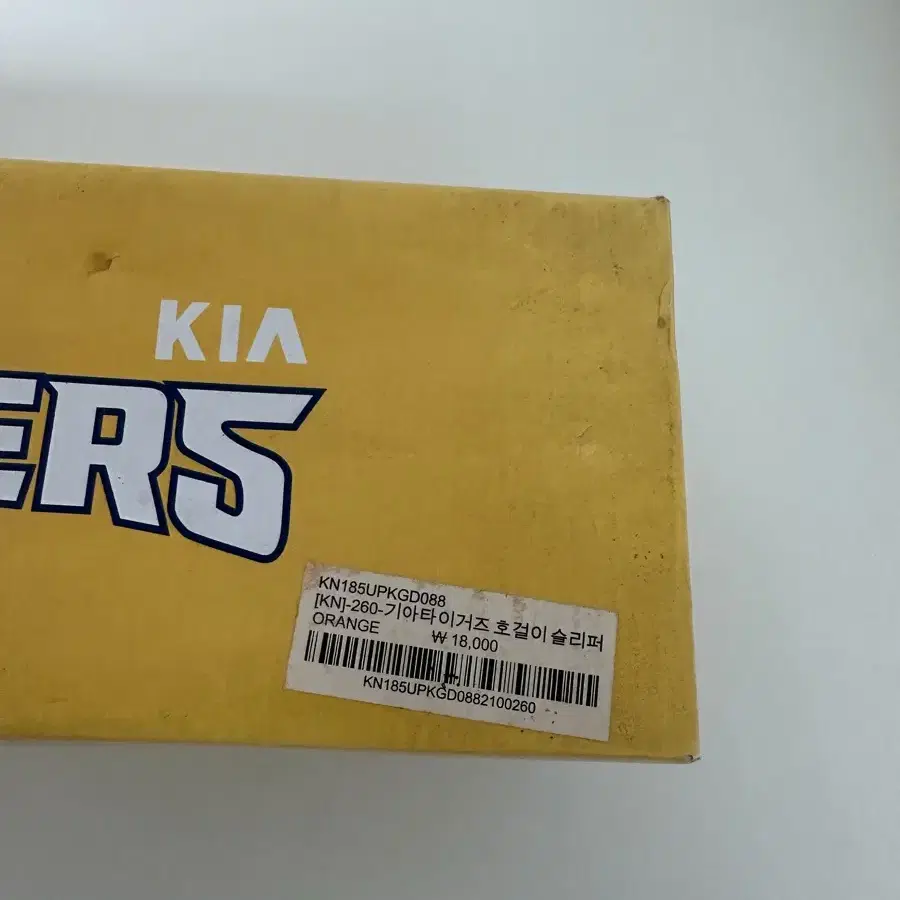 KIA
ERS
KN185UPKGD088
[KN]-260-기아타이거즈 호걸이 슬리퍼
ORANGE ₩ 18,000
KN185UPKGD0882100260